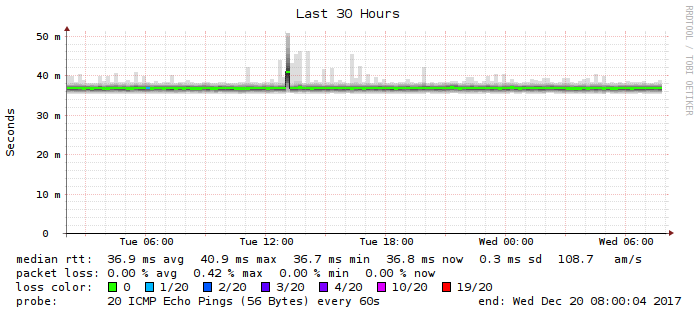 Last 30 Hours
RRDTOOL / TOBI OETIKER
Seconds
50 m
40 m
30 m
20 m
10 m
0
Tue 06:00 Tue 12:00 Tue 18:00 Wed 00:00 Wed 06:00
median rtt: 36.9 ms avg 40.9 ms max 36.7 ms min 36.8 ms now 0.3 ms sd 108.7 am/s
packet loss: 0.00 % avg 0.42 % max 0.00 % min 0.00 % now
loss color: 0 1/20 2/20 3/20 4/20 10/20 19/20
probe: 20 ICMP Echo Pings (56 Bytes) every 60s end: Wed Dec 20 08:00:04 2017